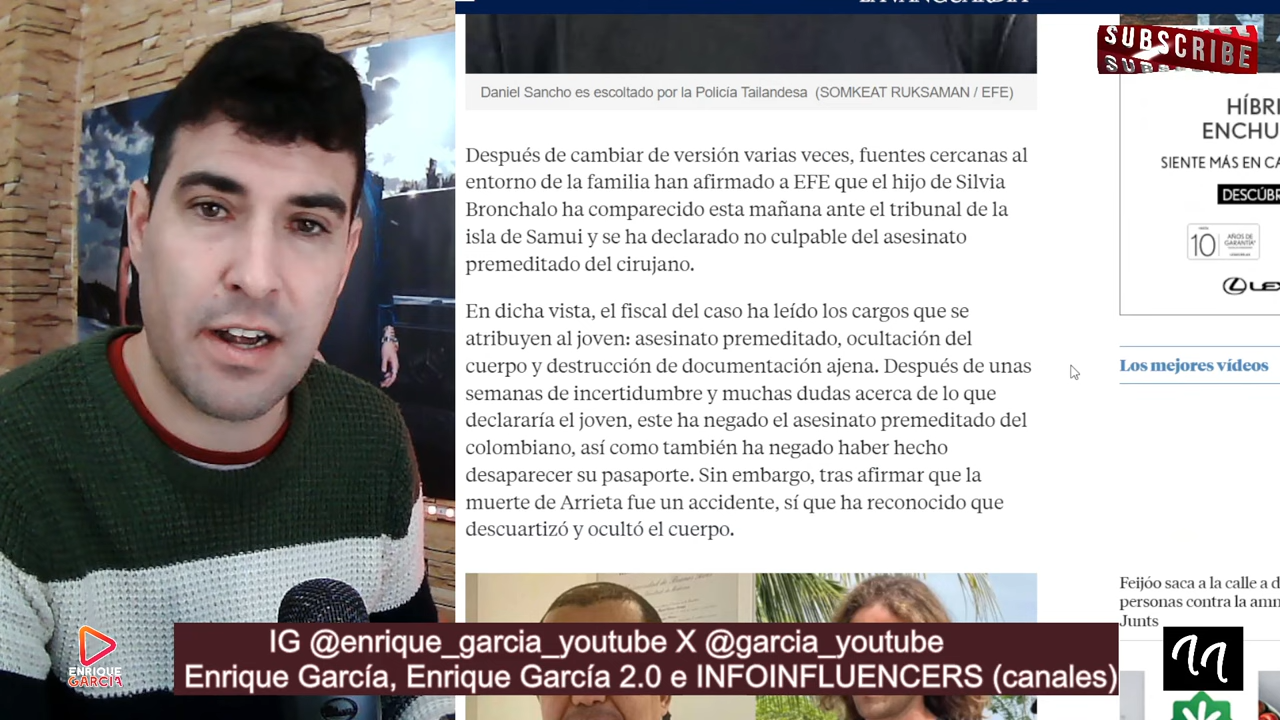 LA VANGUARDIA
SUBSCRIBE
Daniel Sancho es escoltado por la Policía Tailandesa (SOMKEAT RUKSAMAN / EFE)
Después de cambiar de versión varias veces, fuentes cercanas al
entorno de la familia han afirmado a EFE que el hijo de Silvia
Bronchalo ha comparecido esta mañana ante el tribunal de la
isla de Samui y se ha declarado no culpable del asesinato
premeditado del cirujano.
En dicha vista, el fiscal del caso ha leído los cargos que se
atribuyen al joven: asesinato premeditado, ocultación del
cuerpo y destrucción de documentación ajena. Después de unas
semanas de incertidumbre y muchas dudas acerca de lo que
declararía el joven, este ha negado el asesinato premeditado del
colombiano, así como también ha negado haber hecho
desaparecer su pasaporte. Sin embargo, tras afirmar que la
muerte de Arrieta fue un accidente, sí que ha reconocido que
descuartizó y ocultó el cuerpo.
HÍBRI
ENCHU
SIENTE MÁS EN CA
DESCÚBR
10 AÑOS DE
GARANTÍA
LEX
Los mejores vídeos
Feijóo saca a la calle a d
personas contra la amn
Junts
IG @enrique_garcia_youtube X @garcia_youtube
Enrique García, Enrique García 2.0 e INFOINFLUENCERS (canales)
ENRIQUE
GARCÍA